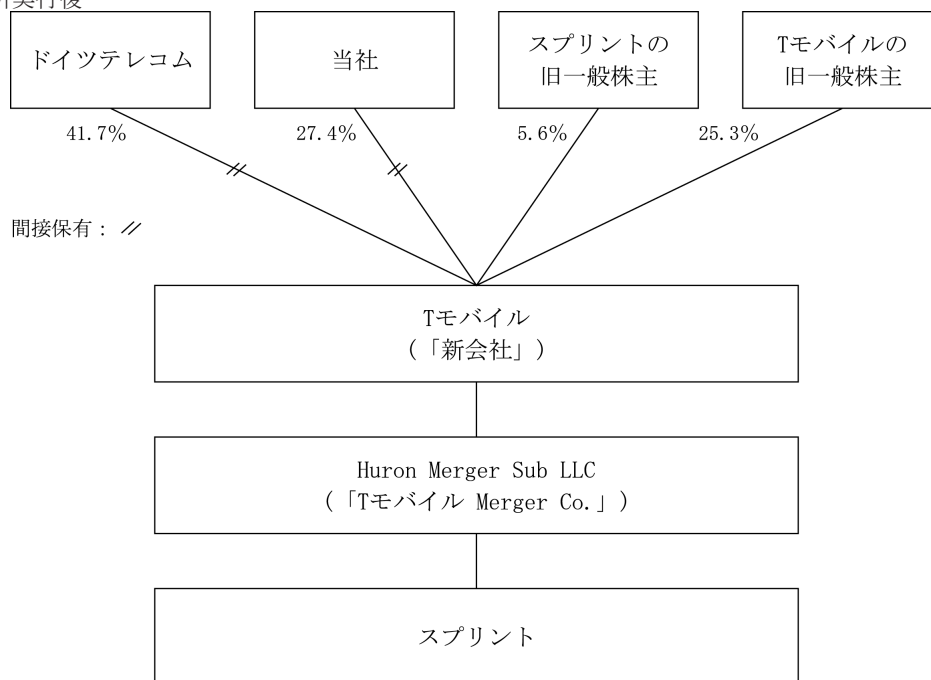 ドイツテレコム
当社
スプリントの
旧一般株主
Tモバイルの
旧一般株主
41.7%
27.4%
5.6%
25.3%
間接保有：
Tモバイル
（「新会社」）
Huron Merger Sub LLC
（「Tモバイル Merger Co.」）
スプリント